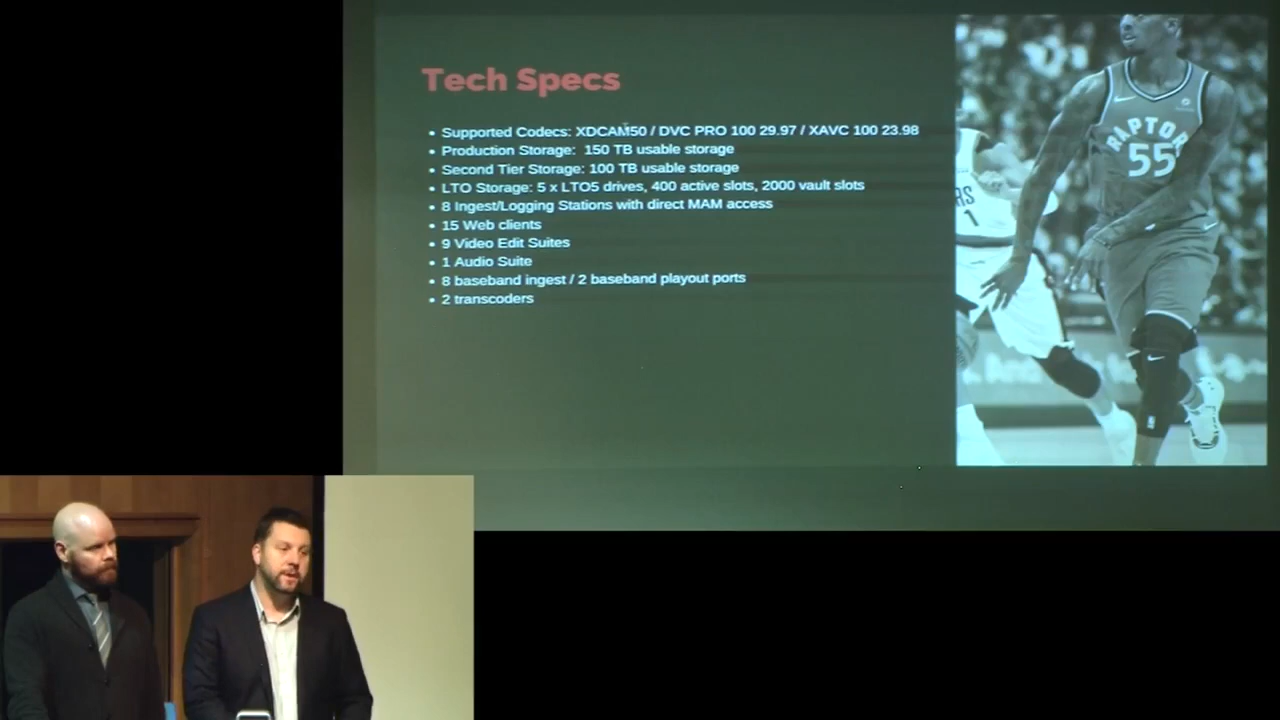 Tech Specs
• Supported Codecs: XDCAM50 / DVC PRO 100 29.97 / XAVC 100 23.98
• Production Storage: 150 TB usable storage
• Second Tier Storage: 100 TB usable storage
• LTO Storage: 5 x LTO5 drives, 400 active slots, 2000 vault slots
• 8 Ingest/Logging Stations with direct MAM access
• 15 Web clients
• 9 Video Edit Suites
• 1 Audio Suite
• 8 baseband ingest / 2 baseband playout ports
• 2 transcoders
RAPTOR
55
RS
1